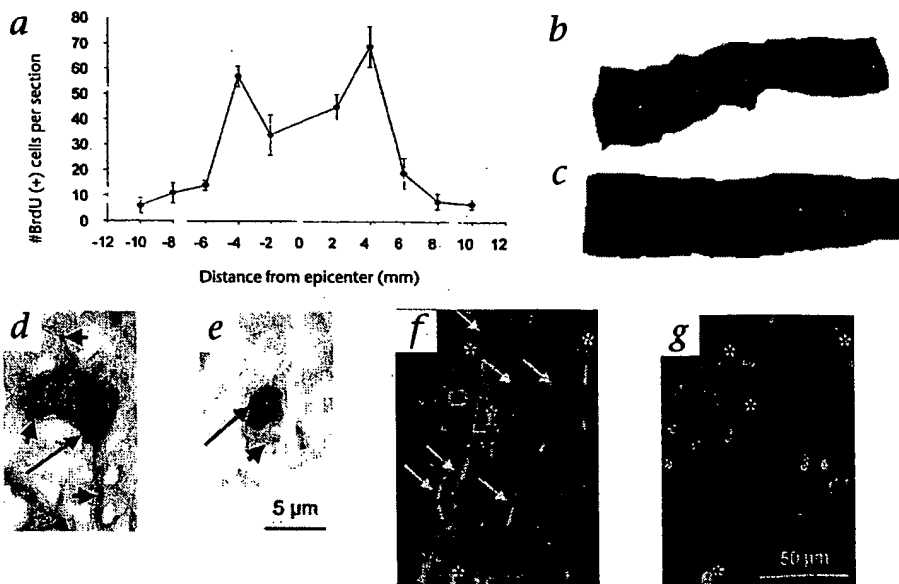 a
80
70
60
50
40
30
20
10
0
#BrdU (+) cells per section
-12 -10 -8 -6 -4 -2 0 2 4 6 8 10 12
Distance from epicenter (mm)
b
c
d
e
5 µm
f
g
50 µm